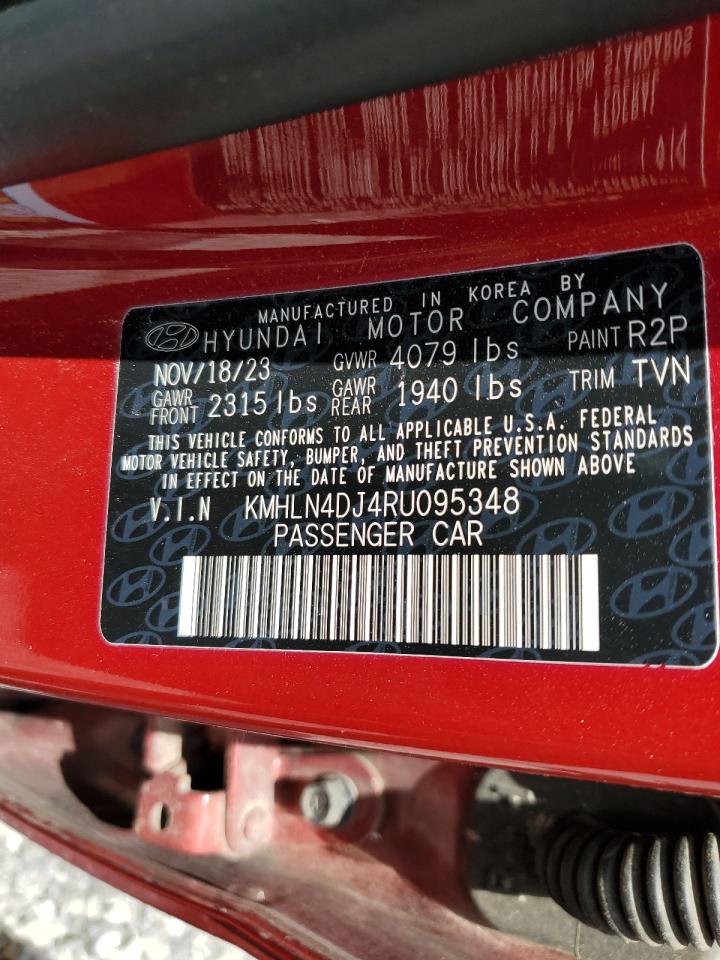 MANUFACTURED IN KOREA BY
HYUNDAI MOTOR COMPANY
NOV/18/23 GVWR 4079 lbs PAINT R2P
GAWR FRONT 2315 lbs GAWR REAR 1940 lbs TRIM TVN
THIS VEHICLE CONFORMS TO ALL APPLICABLE U.S.A. FEDERAL
MOTOR VEHICLE SAFETY, BUMPER, AND THEFT PREVENTION STANDARDS
IN EFFECT ON THE DATE OF MANUFACTURE SHOWN ABOVE
V.I.N KMHLN4DJ4RU095348
PASSENGER CAR